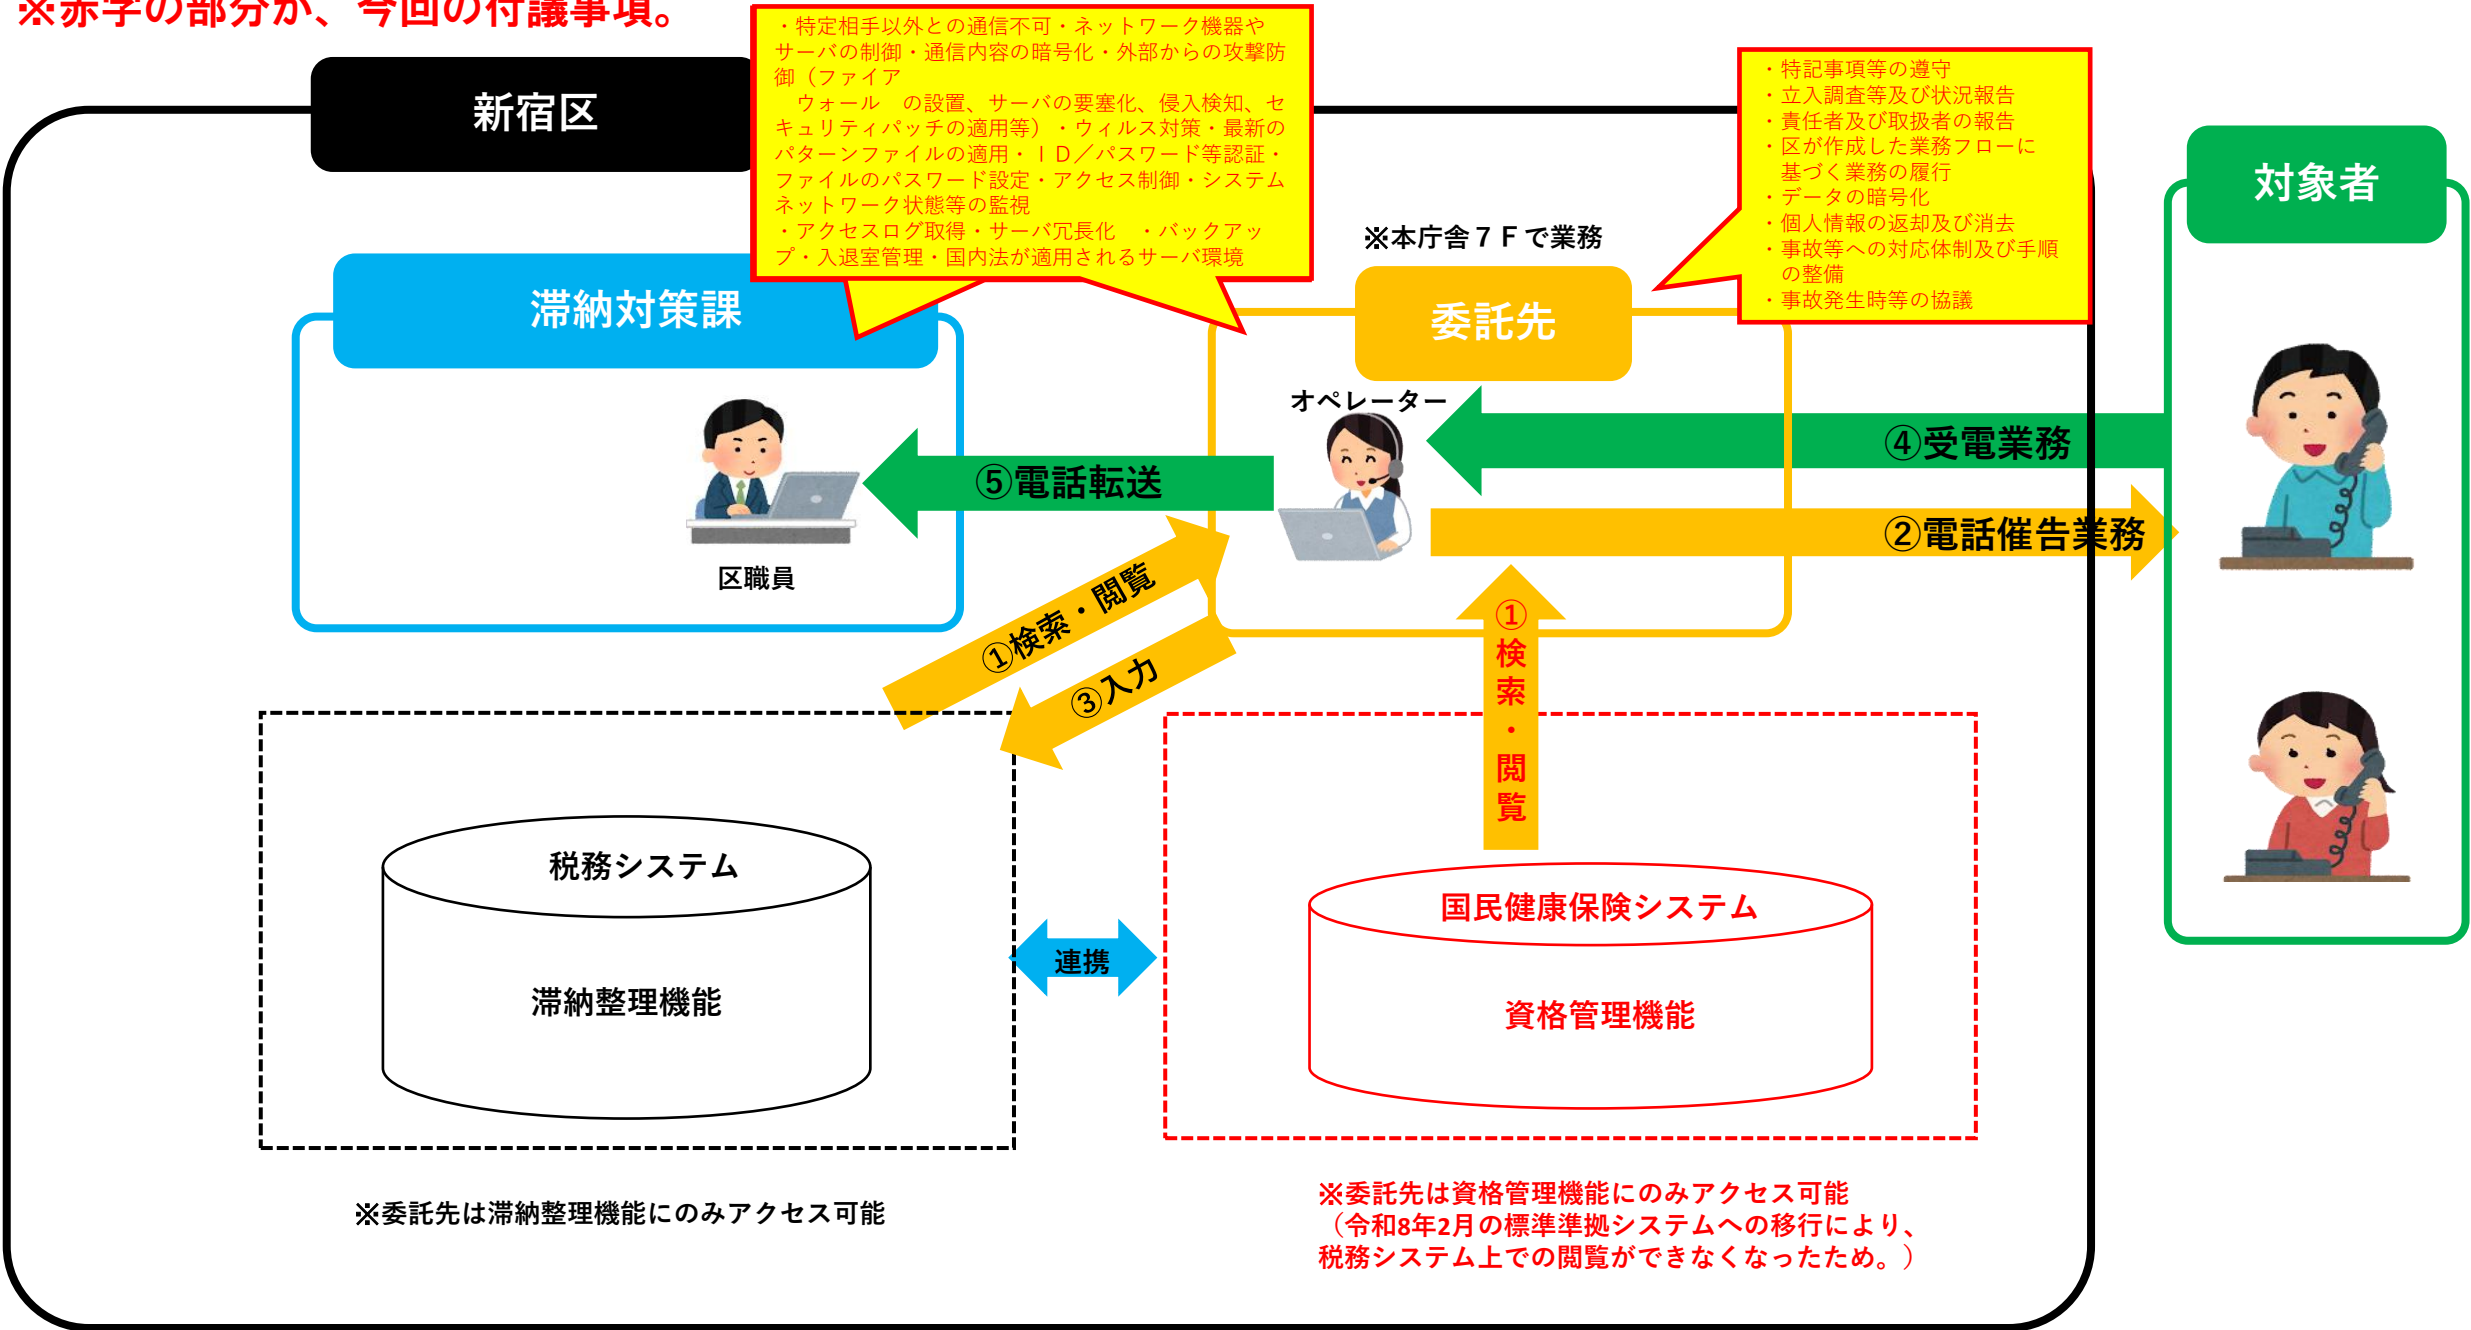 ※赤字の部分が、今回の付議事項。
・特定相手以外との通信不可・ネットワーク機器や
サーバの制御・通信内容の暗号化・外部からの攻撃防
御（ファイア
ウォール　の設置、サーバの要塞化、侵入検知、セ
キュリティパッチの適用等）・ウィルス対策・最新の
パターンファイルの適用・ＩＤ／パスワード等認証・
ファイルのパスワード設定・アクセス制御・システム
ネットワーク状態等の監視
・アクセスログ取得・サーバ冗長化　・バックアッ
プ・入退室管理・国内法が適用されるサーバ環境
・特記事項等の遵守
・立入調査等及び状況報告
・責任者及び取扱者の報告
・区が作成した業務フローに
基づく業務の履行
・データの暗号化
・個人情報の返却及び消去
・事故等への対応体制及び手順
の整備
・事故発生時等の協議
新宿区
対象者
※本庁舎７Ｆで業務
滞納対策課
委託先
オペレーター
④受電業務
⑤電話転送
②電話催告業務
区職員
①検索・閲覧
③入力
①
検
索
・
閲
覧
税務システム
滞納整理機能
連携
国民健康保険システム
資格管理機能
※委託先は滞納整理機能にのみアクセス可能
※委託先は資格管理機能にのみアクセス可能
（令和8年2月の標準準拠システムへの移行により、
税務システム上での閲覧ができなくなったため。）